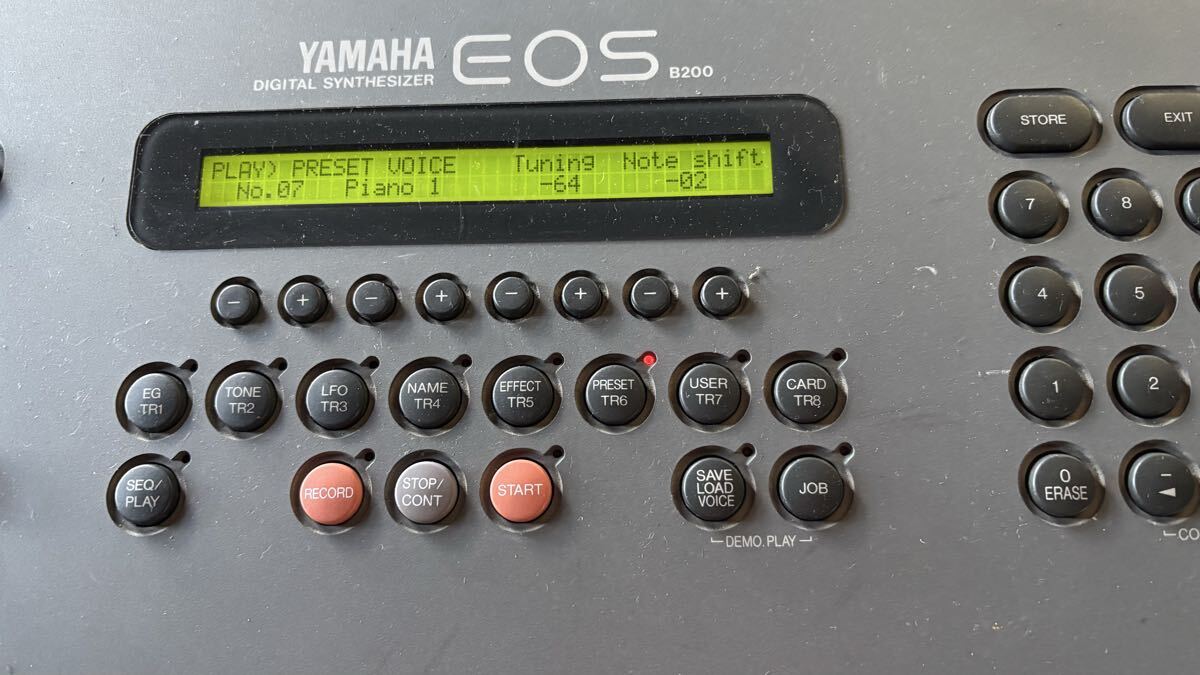 YAMAHA EOS B200
DIGITAL SYNTHESIZER
PLAY) PRESET VOICE Tuning Note shift
No.07 Piano 1 -64 -02
STORE EXIT
7 8
− + − + − + − +
4 5
EG TONE LFO NAME EFFECT PRESET USER CARD
TR1 TR2 TR3 TR4 TR5 TR6 TR7 TR8
1 2
SEQ/
PLAY
RECORD
STOP/
CONT
START
SAVE
LOAD
VOICE
JOB
DEMO.PLAY
0
ERASE
−
◄